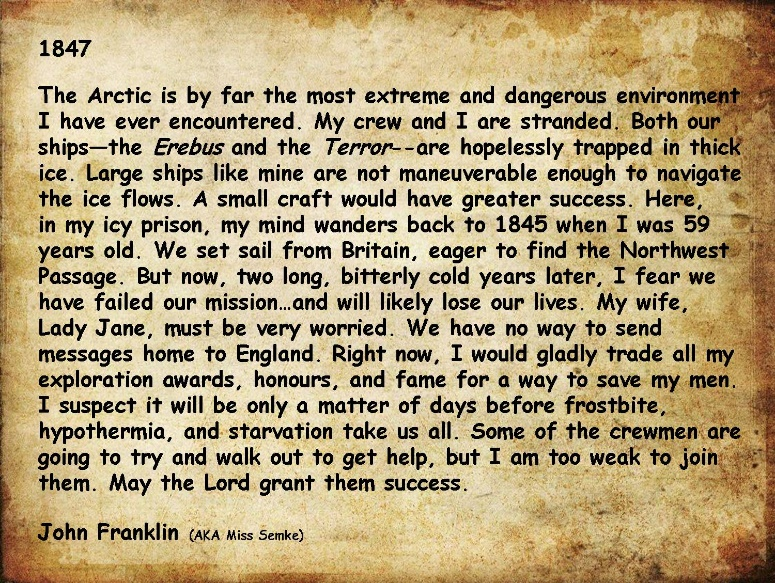 1847
The Arctic is by far the most extreme and dangerous environment
I have ever encountered. My crew and I are stranded. Both our
ships—the Erebus and the Terror--are hopelessly trapped in thick
ice. Large ships like mine are not maneuverable enough to navigate
the ice flows. A small craft would have greater success. Here,
in my icy prison, my mind wanders back to 1845 when I was 59
years old. We set sail from Britain, eager to find the Northwest
Passage. But now, two long, bitterly cold years later, I fear we
have failed our mission…and will likely lose our lives. My wife,
Lady Jane, must be very worried. We have no way to send
messages home to England. Right now, I would gladly trade all my
exploration awards, honours, and fame for a way to save my men.
I suspect it will be only a matter of days before frostbite,
hypothermia, and starvation take us all. Some of the crewmen are
going to try and walk out to get help, but I am too weak to join
them. May the Lord grant them success.
John Franklin (AKA Miss Semke)